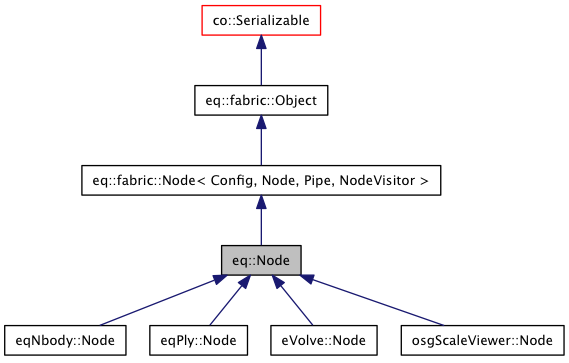 co::Serializable
eq::fabric::Object
eq::fabric::Node< Config, Node, Pipe, NodeVisitor >
eq::Node
eqNbody::Node
eqPly::Node
eVolve::Node
osgScaleViewer::Node